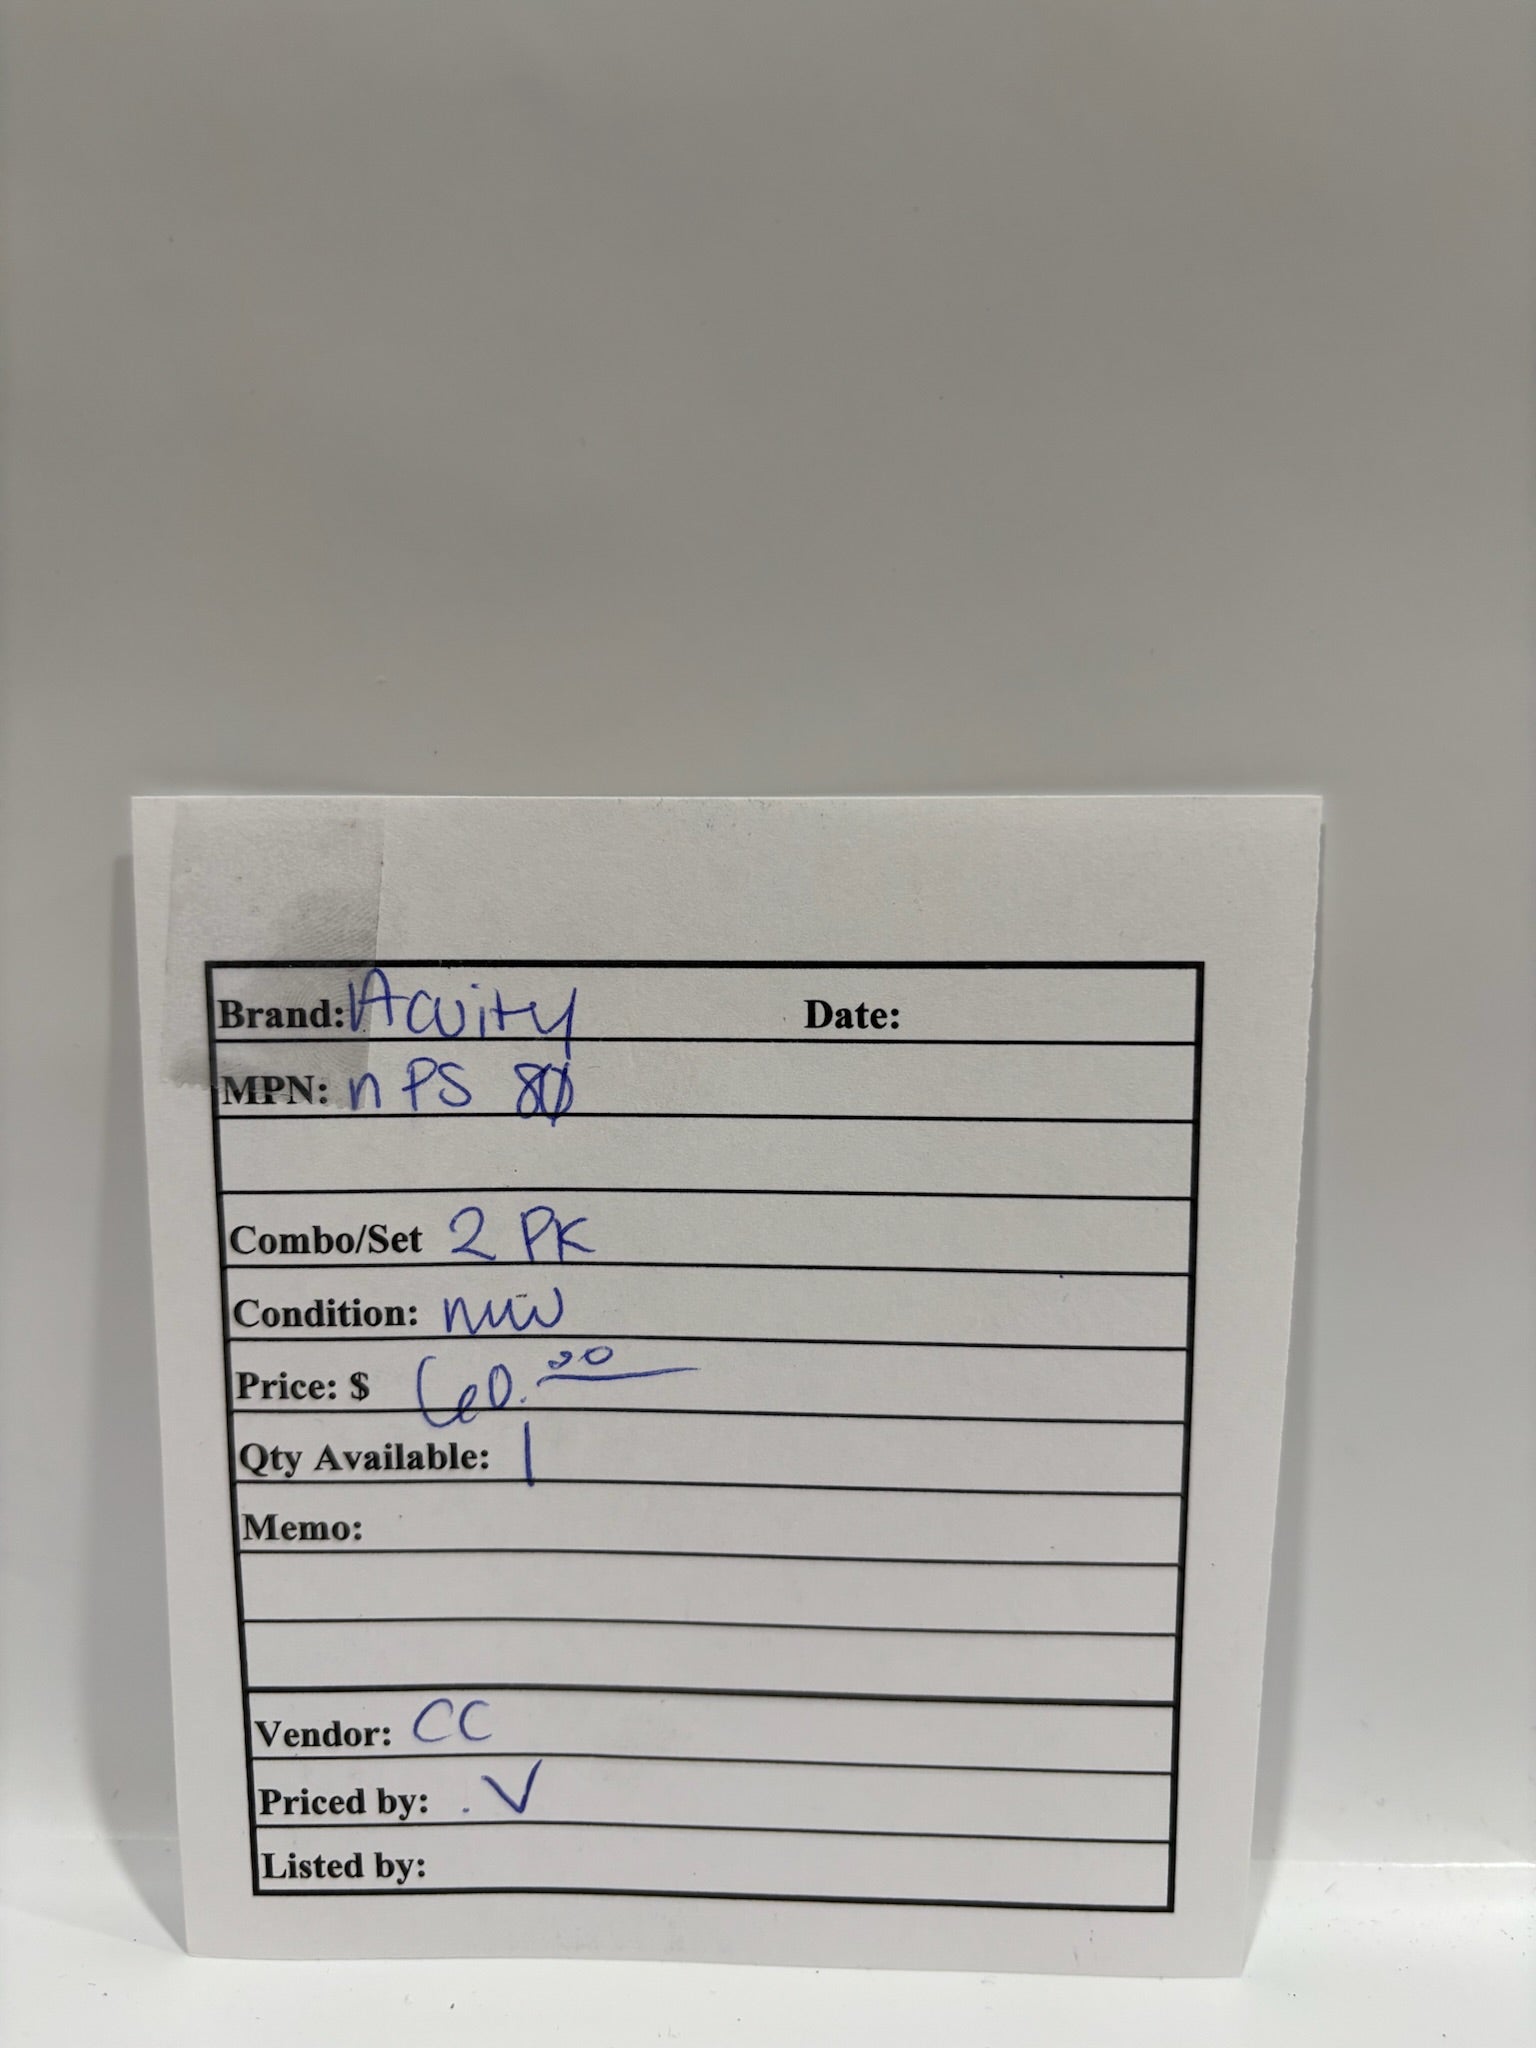 Brand: Acuity Date:
MPN: nPS 80
Combo/Set 2 PK
Condition: new
Price: $ 60.00
Qty Available: 1
Memo:
Vendor: CC
Priced by: . V
Listed by: